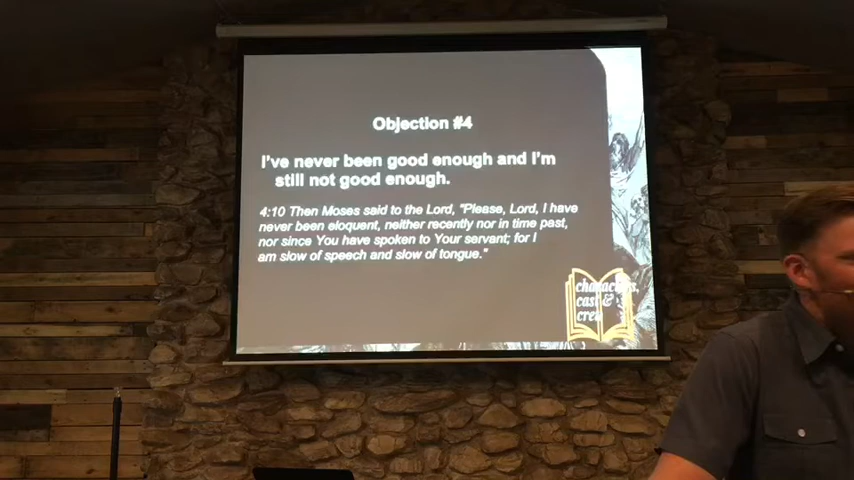 Objection #4
I've never been good enough and I'm
still not good enough.
4:10 Then Moses said to the Lord, "Please, Lord, I have
never been eloquent, neither recently nor in time past,
nor since You have spoken to Your servant; for I
am slow of speech and slow of tongue."
characters,
cast &
crew